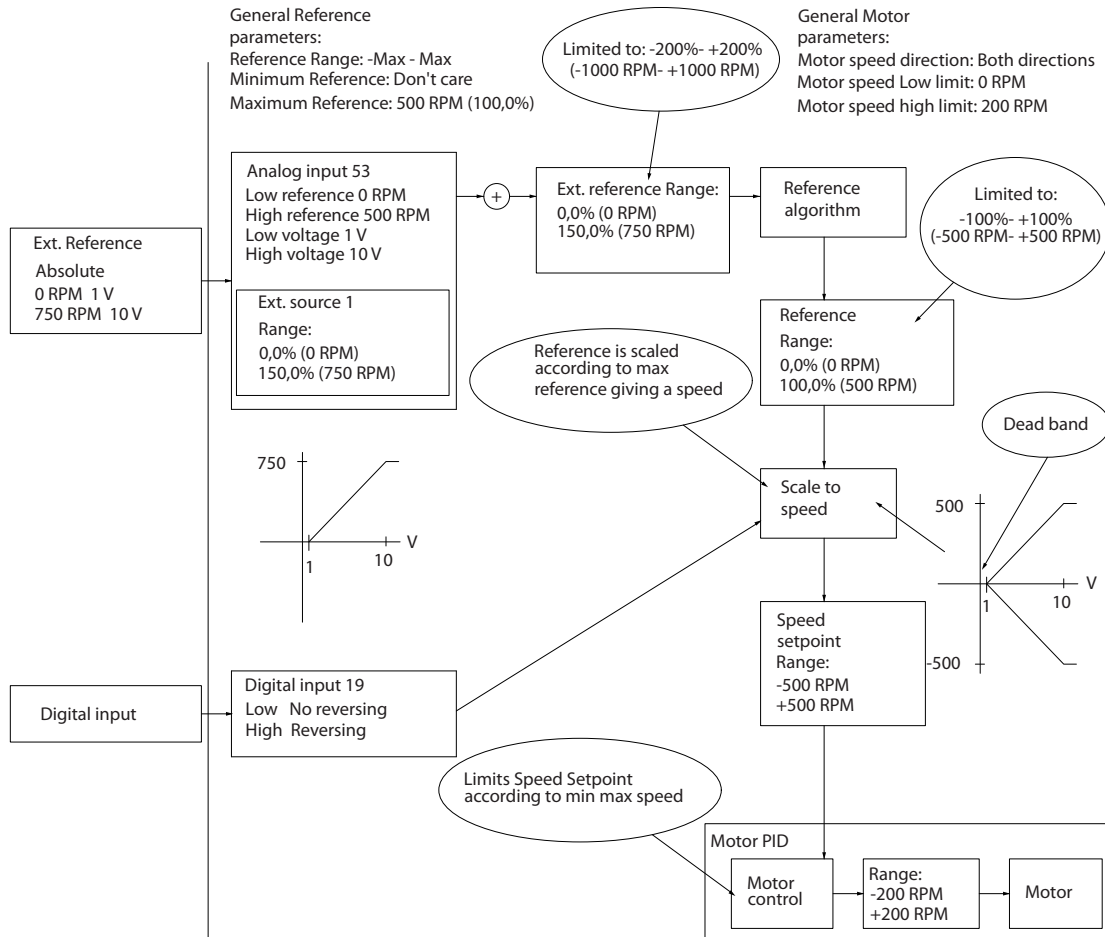 General Reference
parameters:
Reference Range: -Max - Max
Minimum Reference: Don't care
Maximum Reference: 500 RPM (100,0%)
Limited to: -200%- +200%
(-1000 RPM- +1000 RPM)
General Motor
parameters:
Motor speed direction: Both directions
Motor speed Low limit: 0 RPM
Motor speed high limit: 200 RPM
Ext. Reference
Absolute
0 RPM 1 V
750 RPM 10 V
Analog input 53
Low reference 0 RPM
High reference 500 RPM
Low voltage 1 V
High voltage 10 V
Ext. source 1
Range:
0,0% (0 RPM)
150,0% (750 RPM)
+
Ext. reference Range:
0,0% (0 RPM)
150,0% (750 RPM)
Reference
algorithm
Limited to:
-100%- +100%
(-500 RPM- +500 RPM)
Reference
Range:
0,0% (0 RPM)
100,0% (500 RPM)
Reference is scaled
according to max
reference giving a speed
Dead band
750
V
1
10
Scale to
speed
500
V
1
10
-500
Speed
setpoint
Range:
-500 RPM
+500 RPM
Digital input
Digital input 19
Low No reversing
High Reversing
Limits Speed Setpoint
according to min max speed
Motor PID
Motor
control
Range:
-200 RPM
+200 RPM
Motor